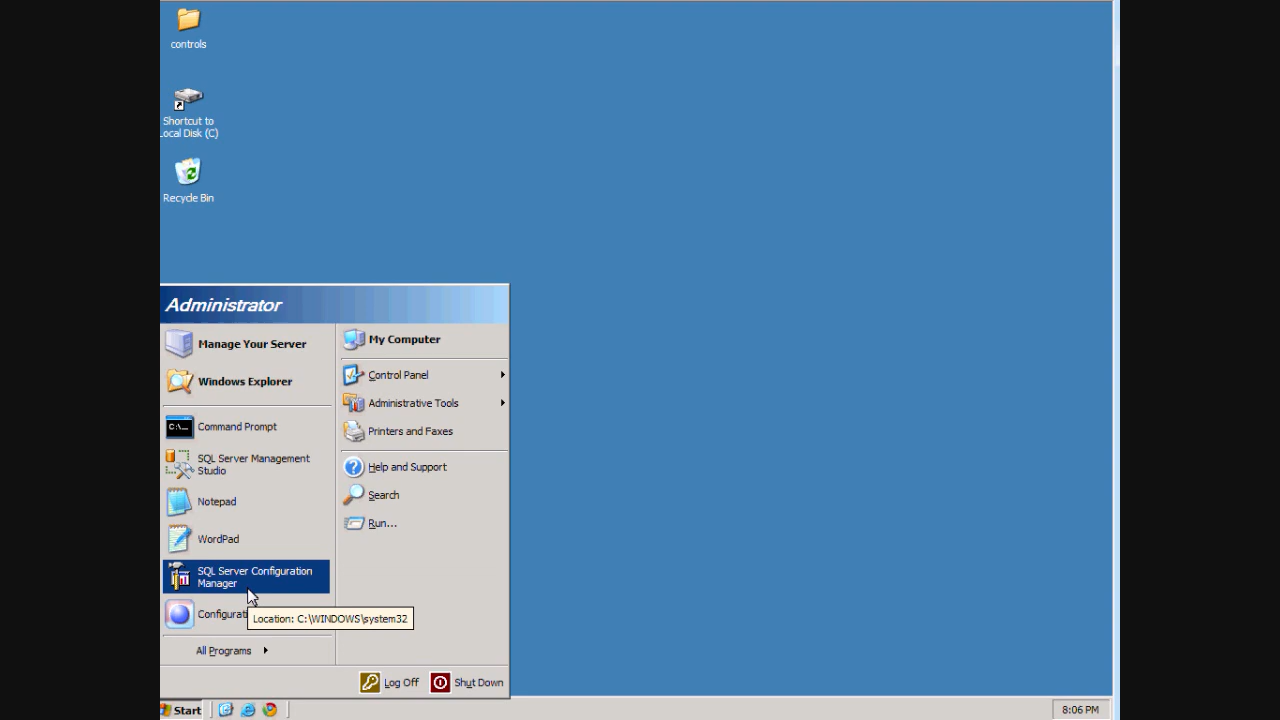 controls
Shortcut to
Local Disk (C)
Recycle Bin
Administrator
Manage Your Server
Windows Explorer
Command Prompt
SQL Server Management
Studio
Notepad
WordPad
SQL Server Configuration
Manager
Configurati
Location: C:\WINDOWS\system32
All Programs
My Computer
Control Panel
Administrative Tools
Printers and Faxes
Help and Support
Search
Run...
Log Off
Shut Down
Start
8:06 PM